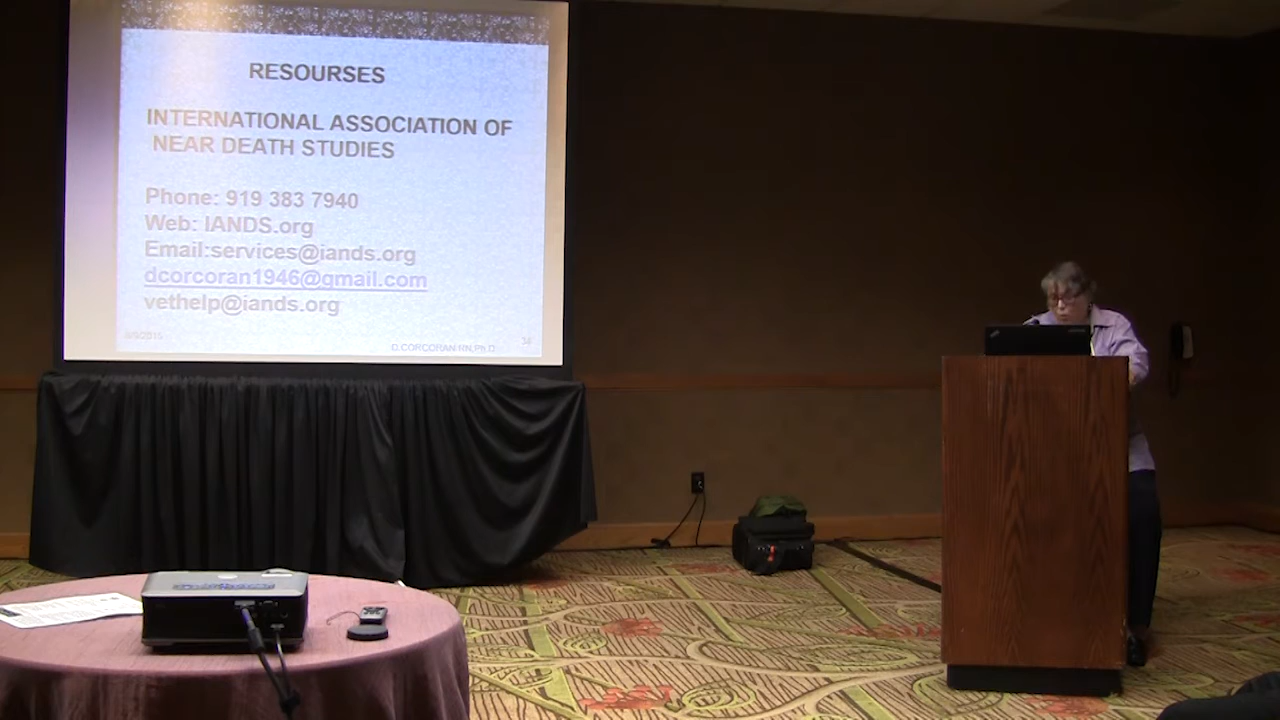 RESOURSES
INTERNATIONAL ASSOCIATION OF
NEAR DEATH STUDIES
Phone: 919 383 7940
Web: IANDS.org
Email:services@iands.org
dcorcoran1946@gmail.com
vethelp@iands.org
D.CORCORAN RN,Ph.D